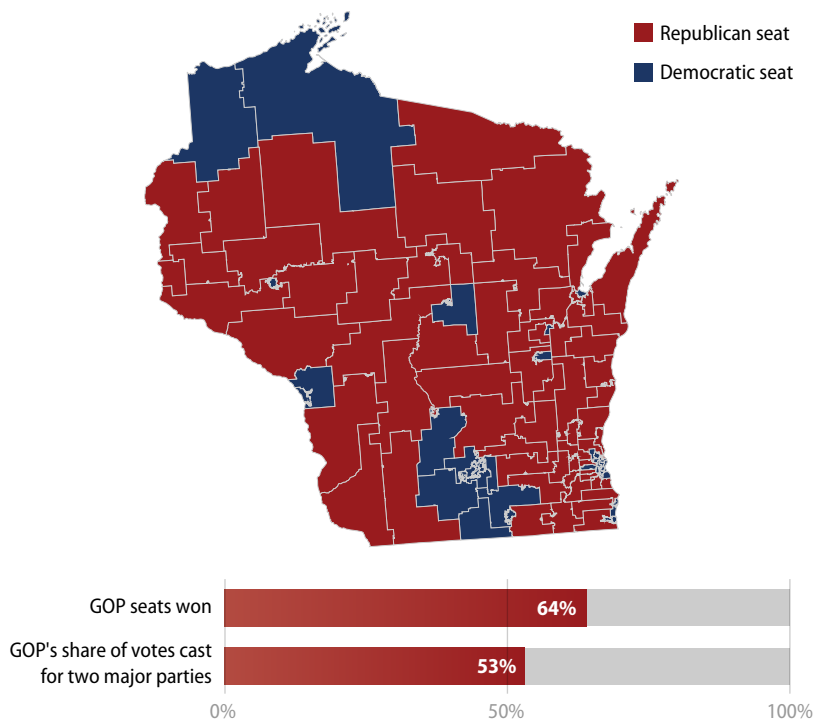 Republican seat
Democratic seat
GOP seats won
64%
GOP's share of votes cast
for two major parties
53%
0%
50%
100%